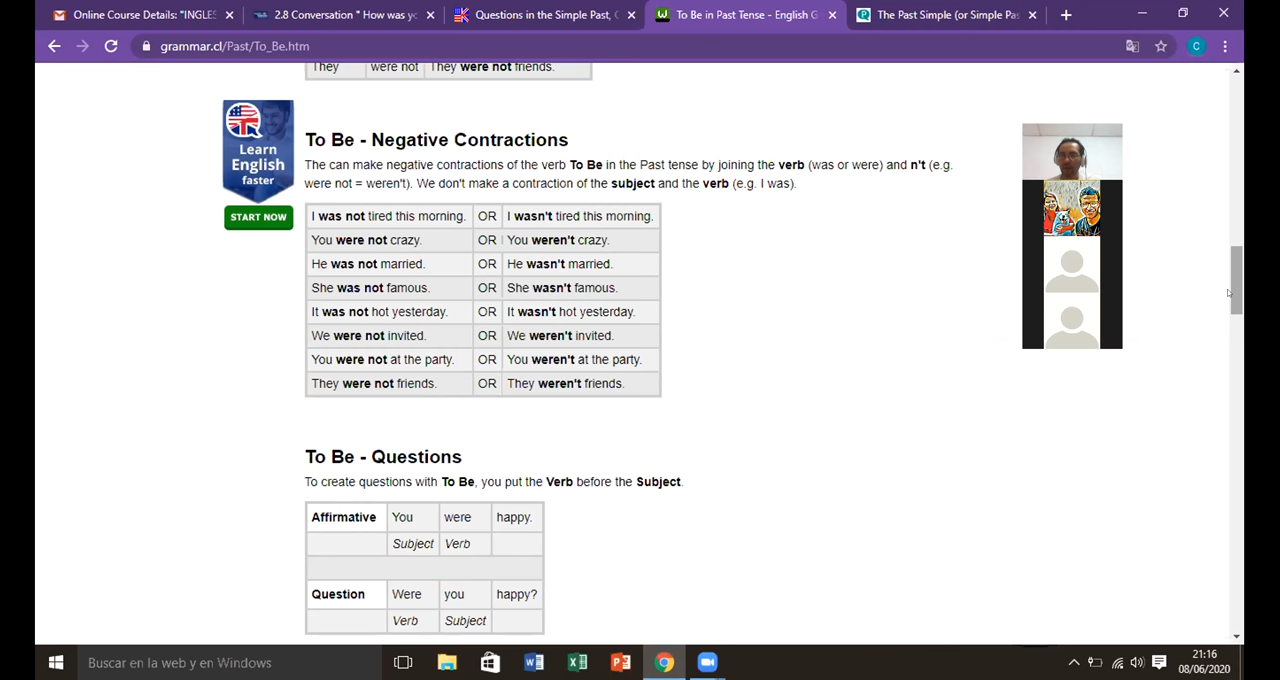 Online Course Details: "INGLES
2.8 Conversation " How was yo
Questions in the Simple Past, C
To Be in Past Tense - English G
The Past Simple (or Simple Pas
grammar.cl/Past/To_Be.htm
C
They were not They were not friends.
Learn
English
faster
START NOW
To Be - Negative Contractions
The can make negative contractions of the verb To Be in the Past tense by joining the verb (was or were) and n't (e.g.
were not = weren't). We don't make a contraction of the subject and the verb (e.g. I was).
I was not tired this morning. OR I wasn't tired this morning.
You were not crazy. OR You weren't crazy.
He was not married. OR He wasn't married.
She was not famous. OR She wasn't famous.
It was not hot yesterday. OR It wasn't hot yesterday.
We were not invited. OR We weren't invited.
You were not at the party. OR You weren't at the party.
They were not friends. OR They weren't friends.
To Be - Questions
To create questions with To Be, you put the Verb before the Subject.
Affirmative You were happy.
Subject Verb
Question Were you happy?
Verb Subject
Buscar en la web y en Windows
21:16
08/06/2020